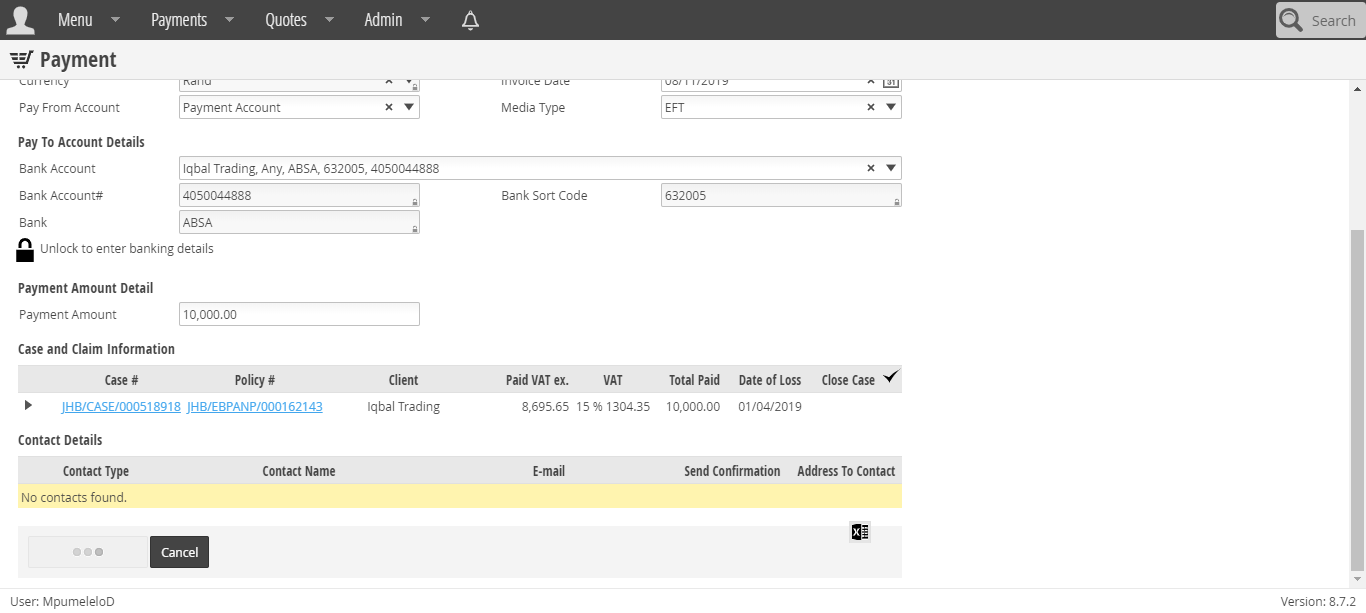 Menu Payments Quotes Admin Search
Payment
Currency Rand Invoice Date 08/11/2019 31
Pay From Account Payment Account Media Type EFT
Pay To Account Details
Bank Account Iqbal Trading, Any, ABSA, 632005, 4050044888
Bank Account# 4050044888 Bank Sort Code 632005
Bank ABSA
Unlock to enter banking details
Payment Amount Detail
Payment Amount 10,000.00
Case and Claim Information
Case # Policy # Client Paid VAT ex. VAT Total Paid Date of Loss Close Case
JHB/CASE/000518918 JHB/EBPANP/000162143 Iqbal Trading 8,695.65 15 % 1304.35 10,000.00 01/04/2019
Contact Details
Contact Type Contact Name E-mail Send Confirmation Address To Contact
No contacts found.
Cancel
User: MpumeleloD Version: 8.7.2